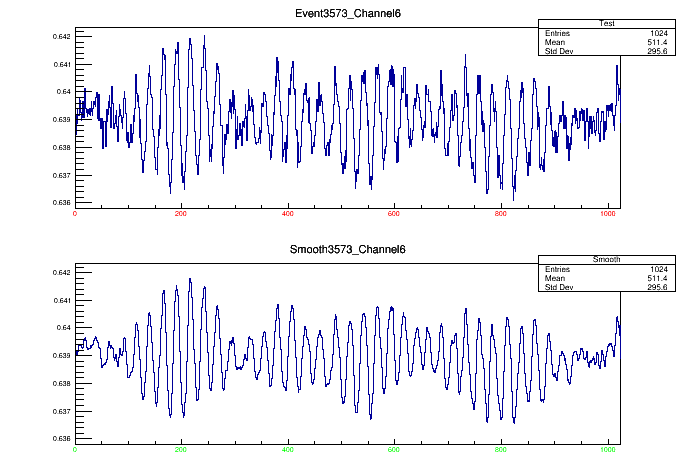 Event3573_Channel6
Test
Entries 1024
Mean 511.4
Std Dev 295.6
0.642
0.641
0.64
0.639
0.638
0.637
0.636
0 200 400 600 800 1000
Smooth3573_Channel6
Smooth
Entries 1024
Mean 511.4
Std Dev 295.6
0.642
0.641
0.64
0.639
0.638
0.637
0.636
0 200 400 600 800 1000